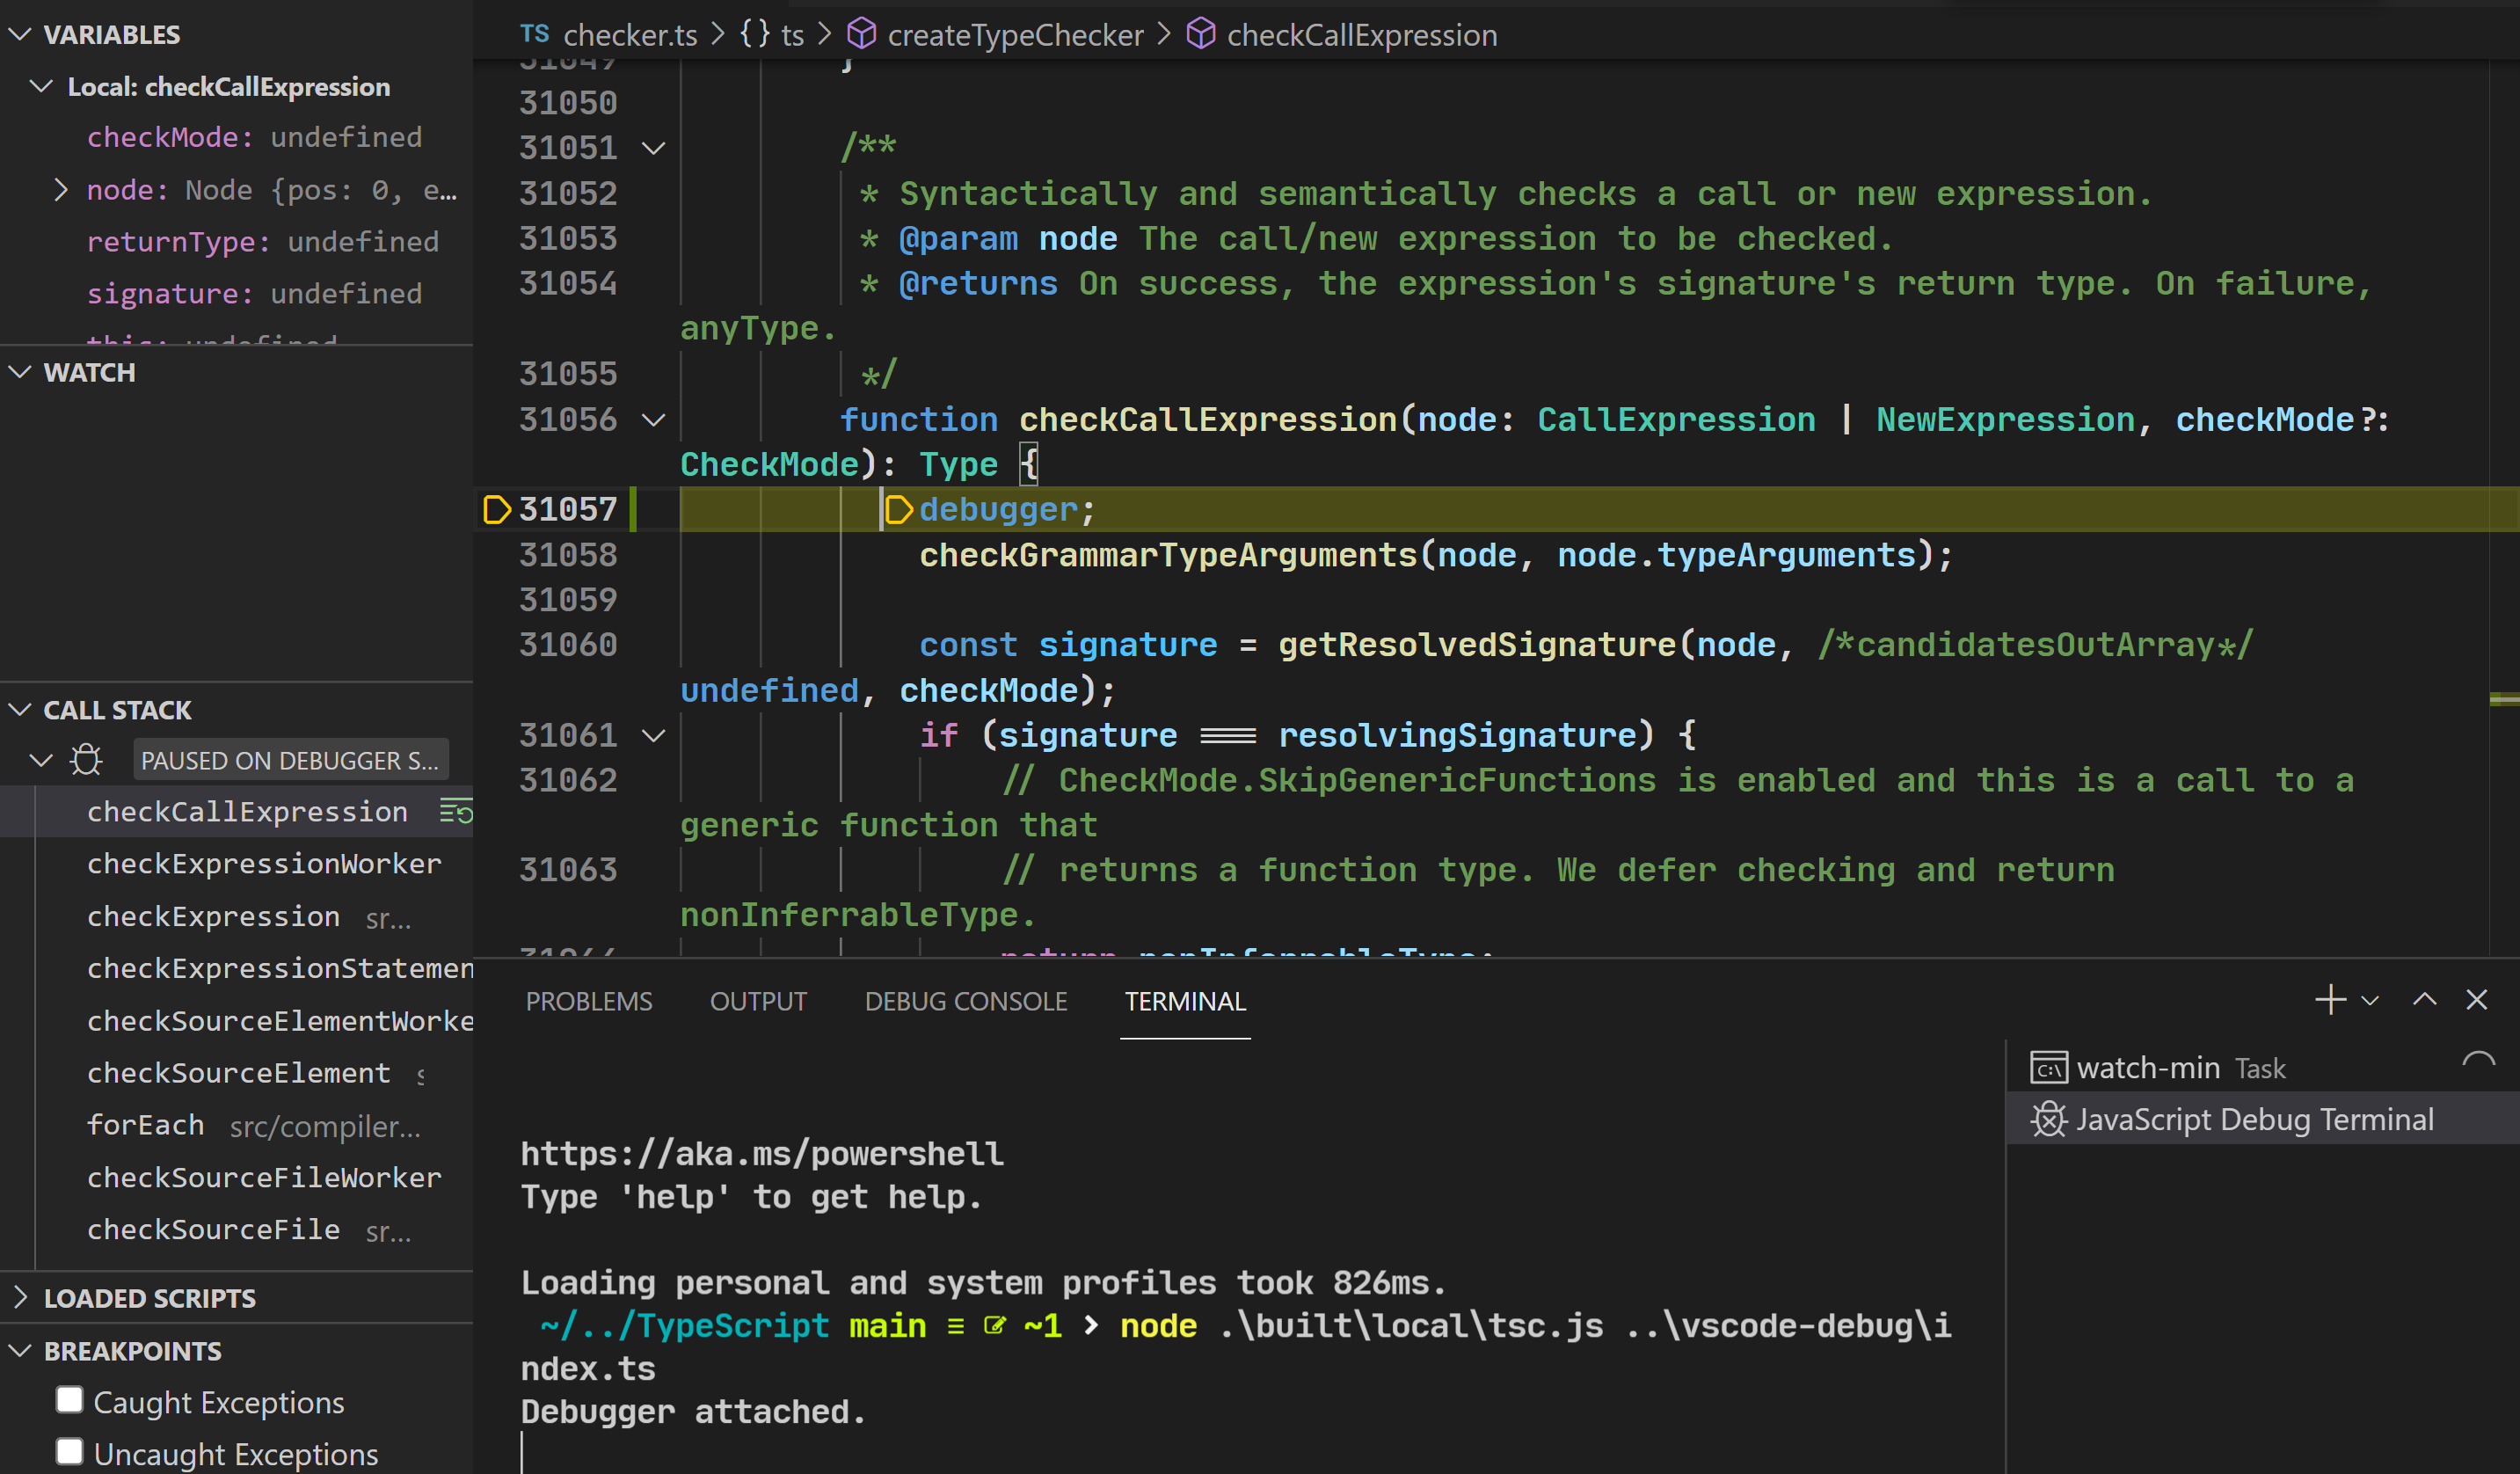 VARIABLES
Local: checkCallExpression
checkMode: undefined
node: Node {pos: 0, e…
returnType: undefined
signature: undefined
this: undefined
WATCH
CALL STACK
PAUSED ON DEBUGGER S…
checkCallExpression
checkExpressionWorker
checkExpression sr…
checkExpressionStatemen
checkSourceElementWorke
checkSourceElement s
forEach src/compiler…
checkSourceFileWorker
checkSourceFile sr…
LOADED SCRIPTS
BREAKPOINTS
Caught Exceptions
Uncaught Exceptions
TS checker.ts > {} ts > createTypeChecker > checkCallExpression
31049 }
31050
31051 /**
31052 * Syntactically and semantically checks a call or new expression.
31053 * @param node The call/new expression to be checked.
31054 * @returns On success, the expression's signature's return type. On failure,
anyType.
31055 */
31056 function checkCallExpression(node: CallExpression | NewExpression, checkMode?:
CheckMode): Type {
31057 debugger;
31058 checkGrammarTypeArguments(node, node.typeArguments);
31059
31060 const signature = getResolvedSignature(node, /*candidatesOutArray*/
undefined, checkMode);
31061 if (signature === resolvingSignature) {
31062 // CheckMode.SkipGenericFunctions is enabled and this is a call to a
generic function that
31063 // returns a function type. We defer checking and return
nonInferrableType.
31064 return nonInferrableType;
PROBLEMS OUTPUT DEBUG CONSOLE TERMINAL
https://aka.ms/powershell
Type 'help' to get help.
Loading personal and system profiles took 826ms.
~/../TypeScript main ≡ ~1 > node .\built\local\tsc.js ..\vscode-debug\i
ndex.ts
Debugger attached.
C:\ watch-min Task
JavaScript Debug Terminal